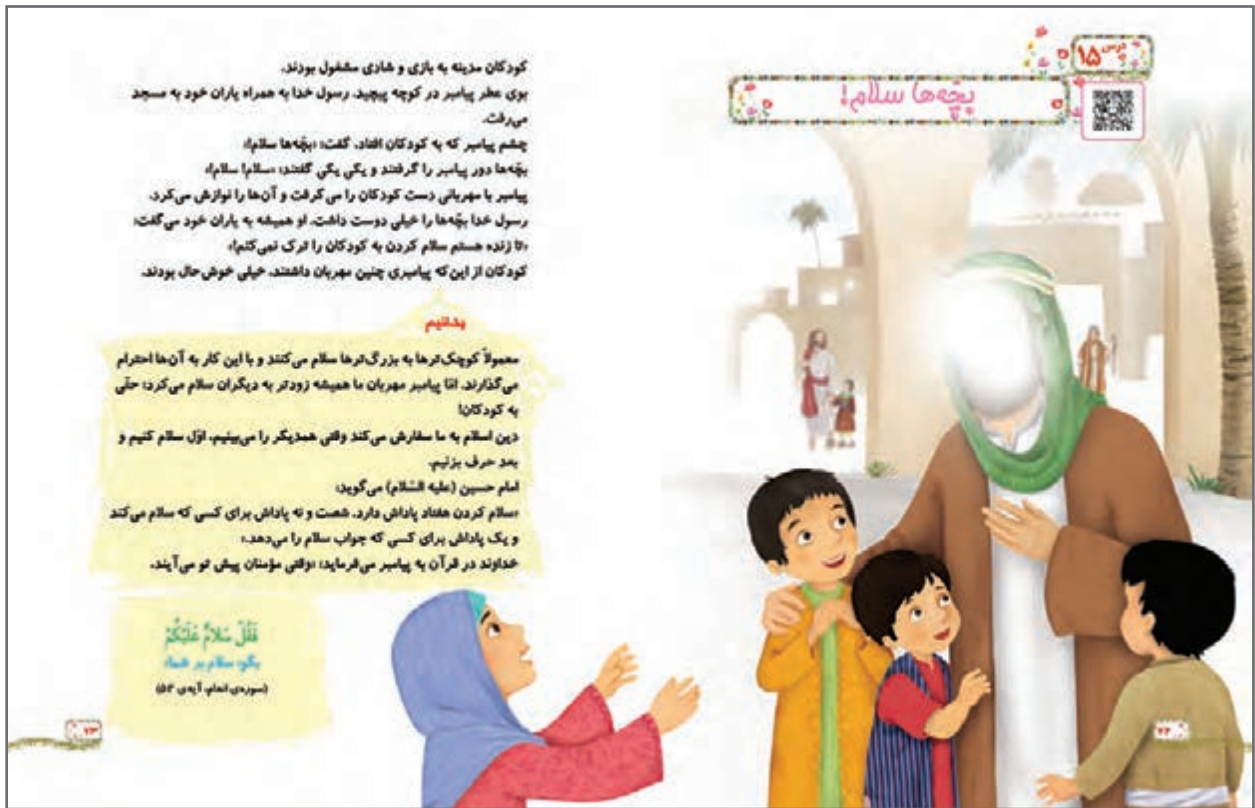 درس ۱۵
بچّه‌ها سلام!
کودکان مدینه به بازی و شادی مشغول بودند.
بوی عطر پیامبر در کوچه پیچید. رسول خدا به همراه یاران خود به مسجد
می‌رفت.
چشم پیامبر که به کودکان افتاد، گفت: «بچّه‌ها سلام!»
بچّه‌ها دور پیامبر را گرفتند و یکی یکی گفتند: «سلام! سلام!»
پیامبر با مهربانی دست کودکان را می‌گرفت و آن‌ها را نوازش می‌کرد.
رسول خدا بچّه‌ها را خیلی دوست داشت. او همیشه به یاران خود می‌گفت:
«تا زنده هستم سلام کردن به کودکان را ترک نمی‌کنم!»
کودکان از این‌که پیامبری چنین مهربان داشتند، خیلی خوش‌حال بودند.
بدانیم
معمولاً کوچک‌ترها به بزرگ‌ترها سلام می‌کنند و با این کار به آن‌ها احترام
می‌گذارند. امّا پیامبر مهربان ما همیشه زودتر به دیگران سلام می‌کرد؛ حتّی
به کودکان!
دین اسلام به ما سفارش می‌کند وقتی همدیگر را می‌بینیم، اوّل سلام کنیم و
بعد حرف بزنیم.
امام حسین (علیه السّلام) می‌گوید:
«سلام کردن هفتاد پاداش دارد. شصت و نه پاداش برای کسی که سلام می‌کند
و یک پاداش برای کسی که جواب سلام را می‌دهد.»
خداوند در قرآن به پیامبر می‌فرماید: «وقتی مؤمنان پیش تو می‌آیند،
فَقُلْ سَلامٌ عَلَیْکُمْ
بگو: سلام بر شما»
(سوره‌ی انعام، آیه‌ی ۵۴)
۷۳